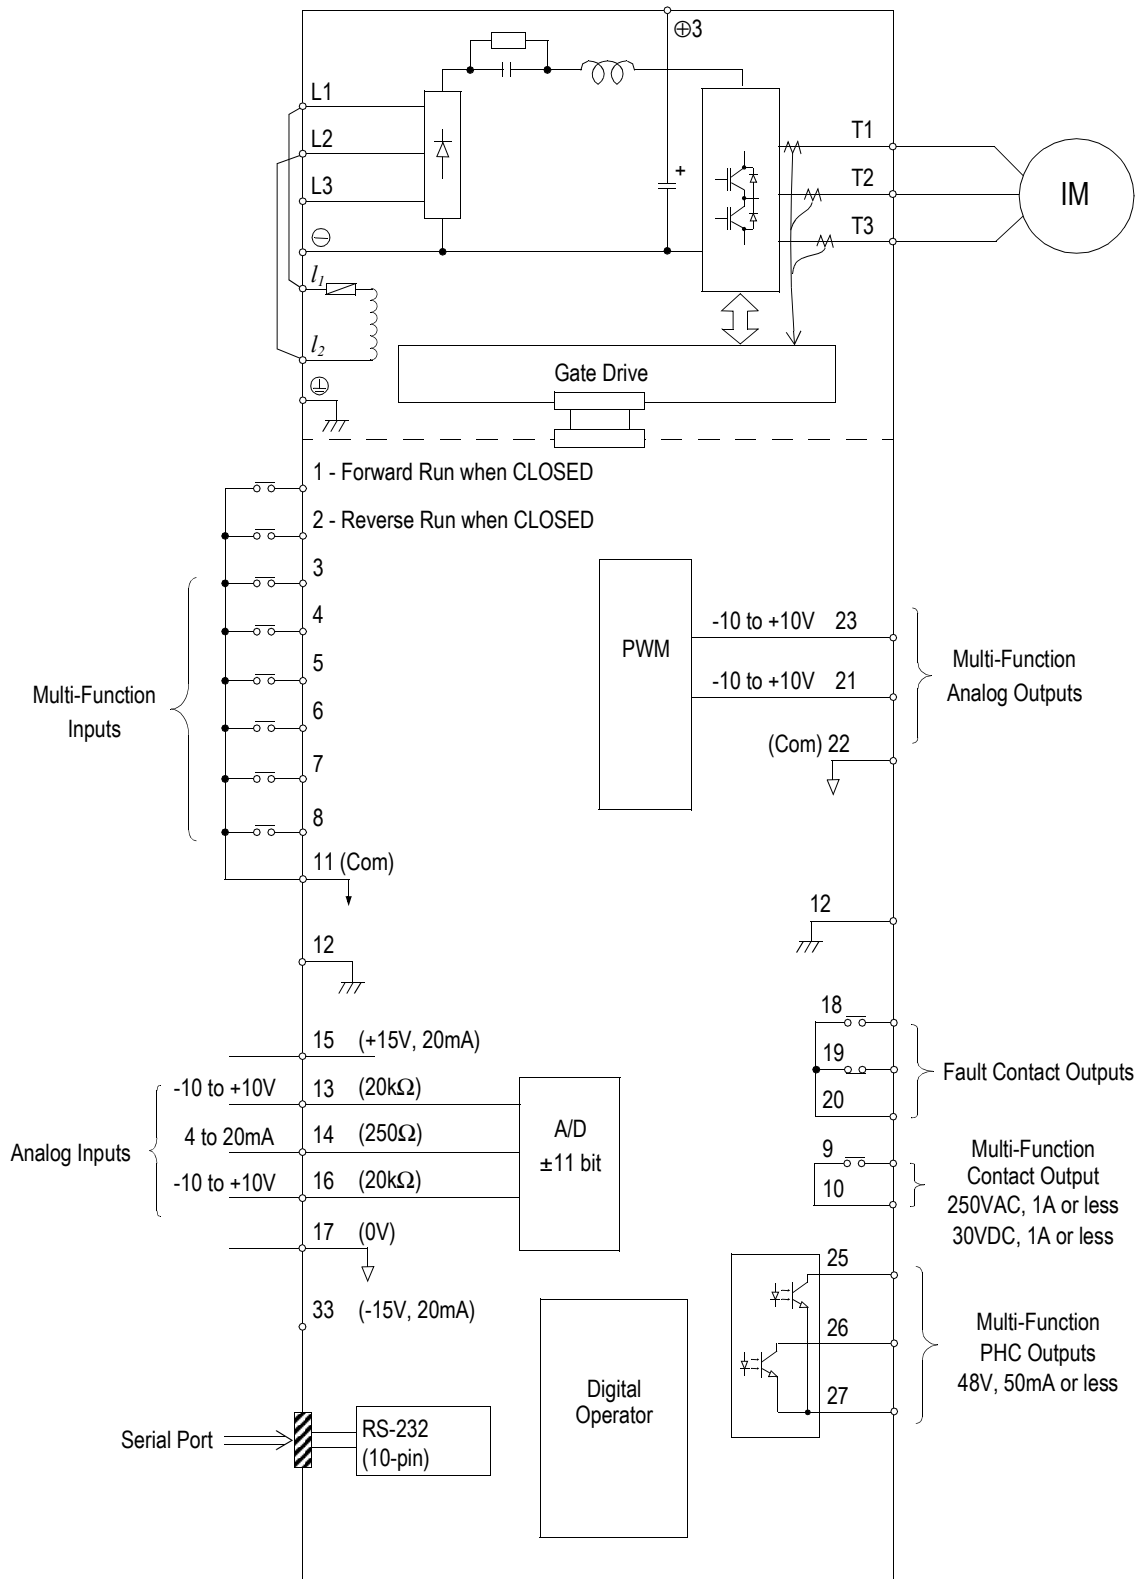 ⊕3
L1
L2
L3
⊖
l1
l2
T1
T2
T3
IM
Gate Drive
1 - Forward Run when CLOSED
2 - Reverse Run when CLOSED
3
4
5
6
7
8
Multi-Function
Inputs
11 (Com)
12
PWM
-10 to +10V 23
-10 to +10V 21
(Com) 22
Multi-Function
Analog Outputs
12
15 (+15V, 20mA)
-10 to +10V 13 (20kΩ)
4 to 20mA 14 (250Ω)
-10 to +10V 16 (20kΩ)
17 (0V)
33 (-15V, 20mA)
Analog Inputs
A/D
±11 bit
18
19
20
Fault Contact Outputs
9
10
Multi-Function
Contact Output
250VAC, 1A or less
30VDC, 1A or less
25
26
27
Multi-Function
PHC Outputs
48V, 50mA or less
Digital
Operator
Serial Port
RS-232
(10-pin)